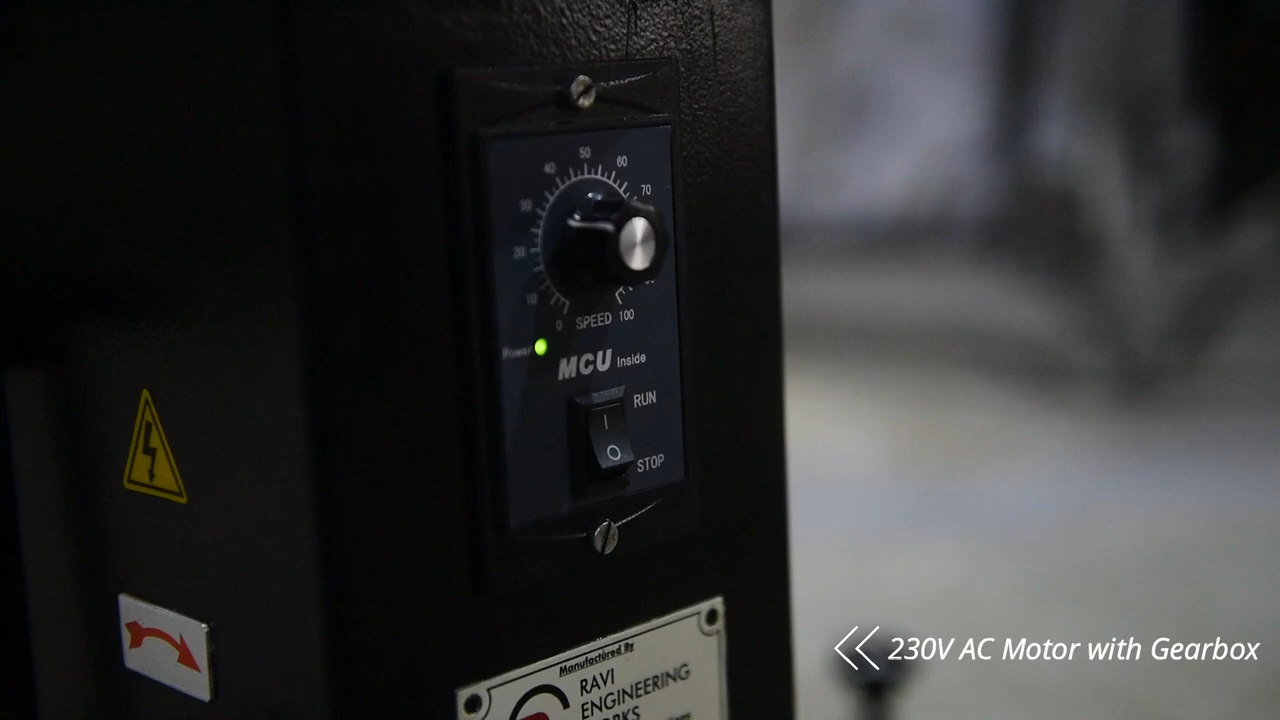 50
40
60
30
70
20
10
0 SPEED 100
Power
MCU Inside
RUN
I
O
STOP
Manufactured By
RAVI
ENGINEERING
230V AC Motor with Gearbox